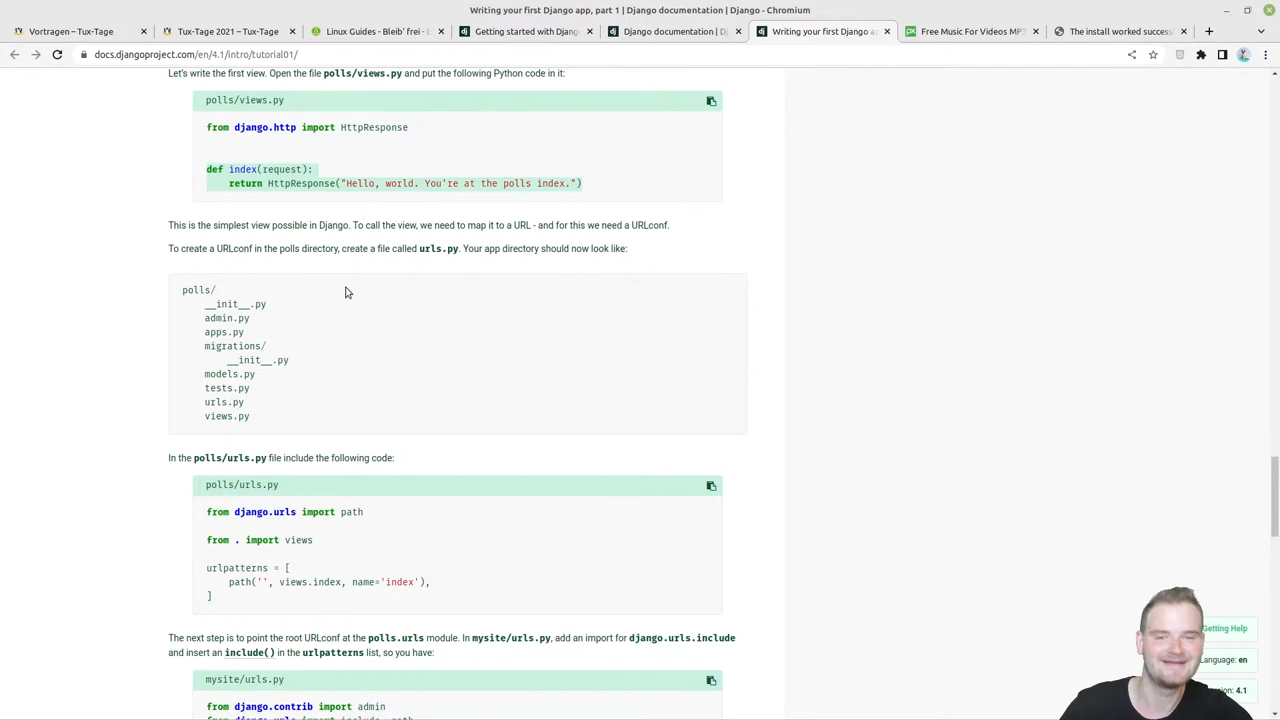 Writing your first Django app, part 1 | Django documentation | Django - Chromium
Vortragen – Tux-Tage
Tux-Tage 2021 – Tux-Tage
Linux Guides - Bleib' frei - L
Getting started with Djang
Django documentation | D
Writing your first Django a
Free Music For Videos MP3
The install worked success
docs.djangoproject.com/en/4.1/intro/tutorial01/
Let's write the first view. Open the file polls/views.py and put the following Python code in it:
polls/views.py
from django.http import HttpResponse
def index(request):
    return HttpResponse("Hello, world. You're at the polls index.")
This is the simplest view possible in Django. To call the view, we need to map it to a URL - and for this we need a URLconf.
To create a URLconf in the polls directory, create a file called urls.py. Your app directory should now look like:
polls/
    __init__.py
    admin.py
    apps.py
    migrations/
        __init__.py
    models.py
    tests.py
    urls.py
    views.py
In the polls/urls.py file include the following code:
polls/urls.py
from django.urls import path
from . import views
urlpatterns = [
    path('', views.index, name='index'),
]
The next step is to point the root URLconf at the polls.urls module. In mysite/urls.py, add an import for django.urls.include
and insert an include() in the urlpatterns list, so you have:
mysite/urls.py
from django.contrib import admin
Getting Help
Language: en
4.1